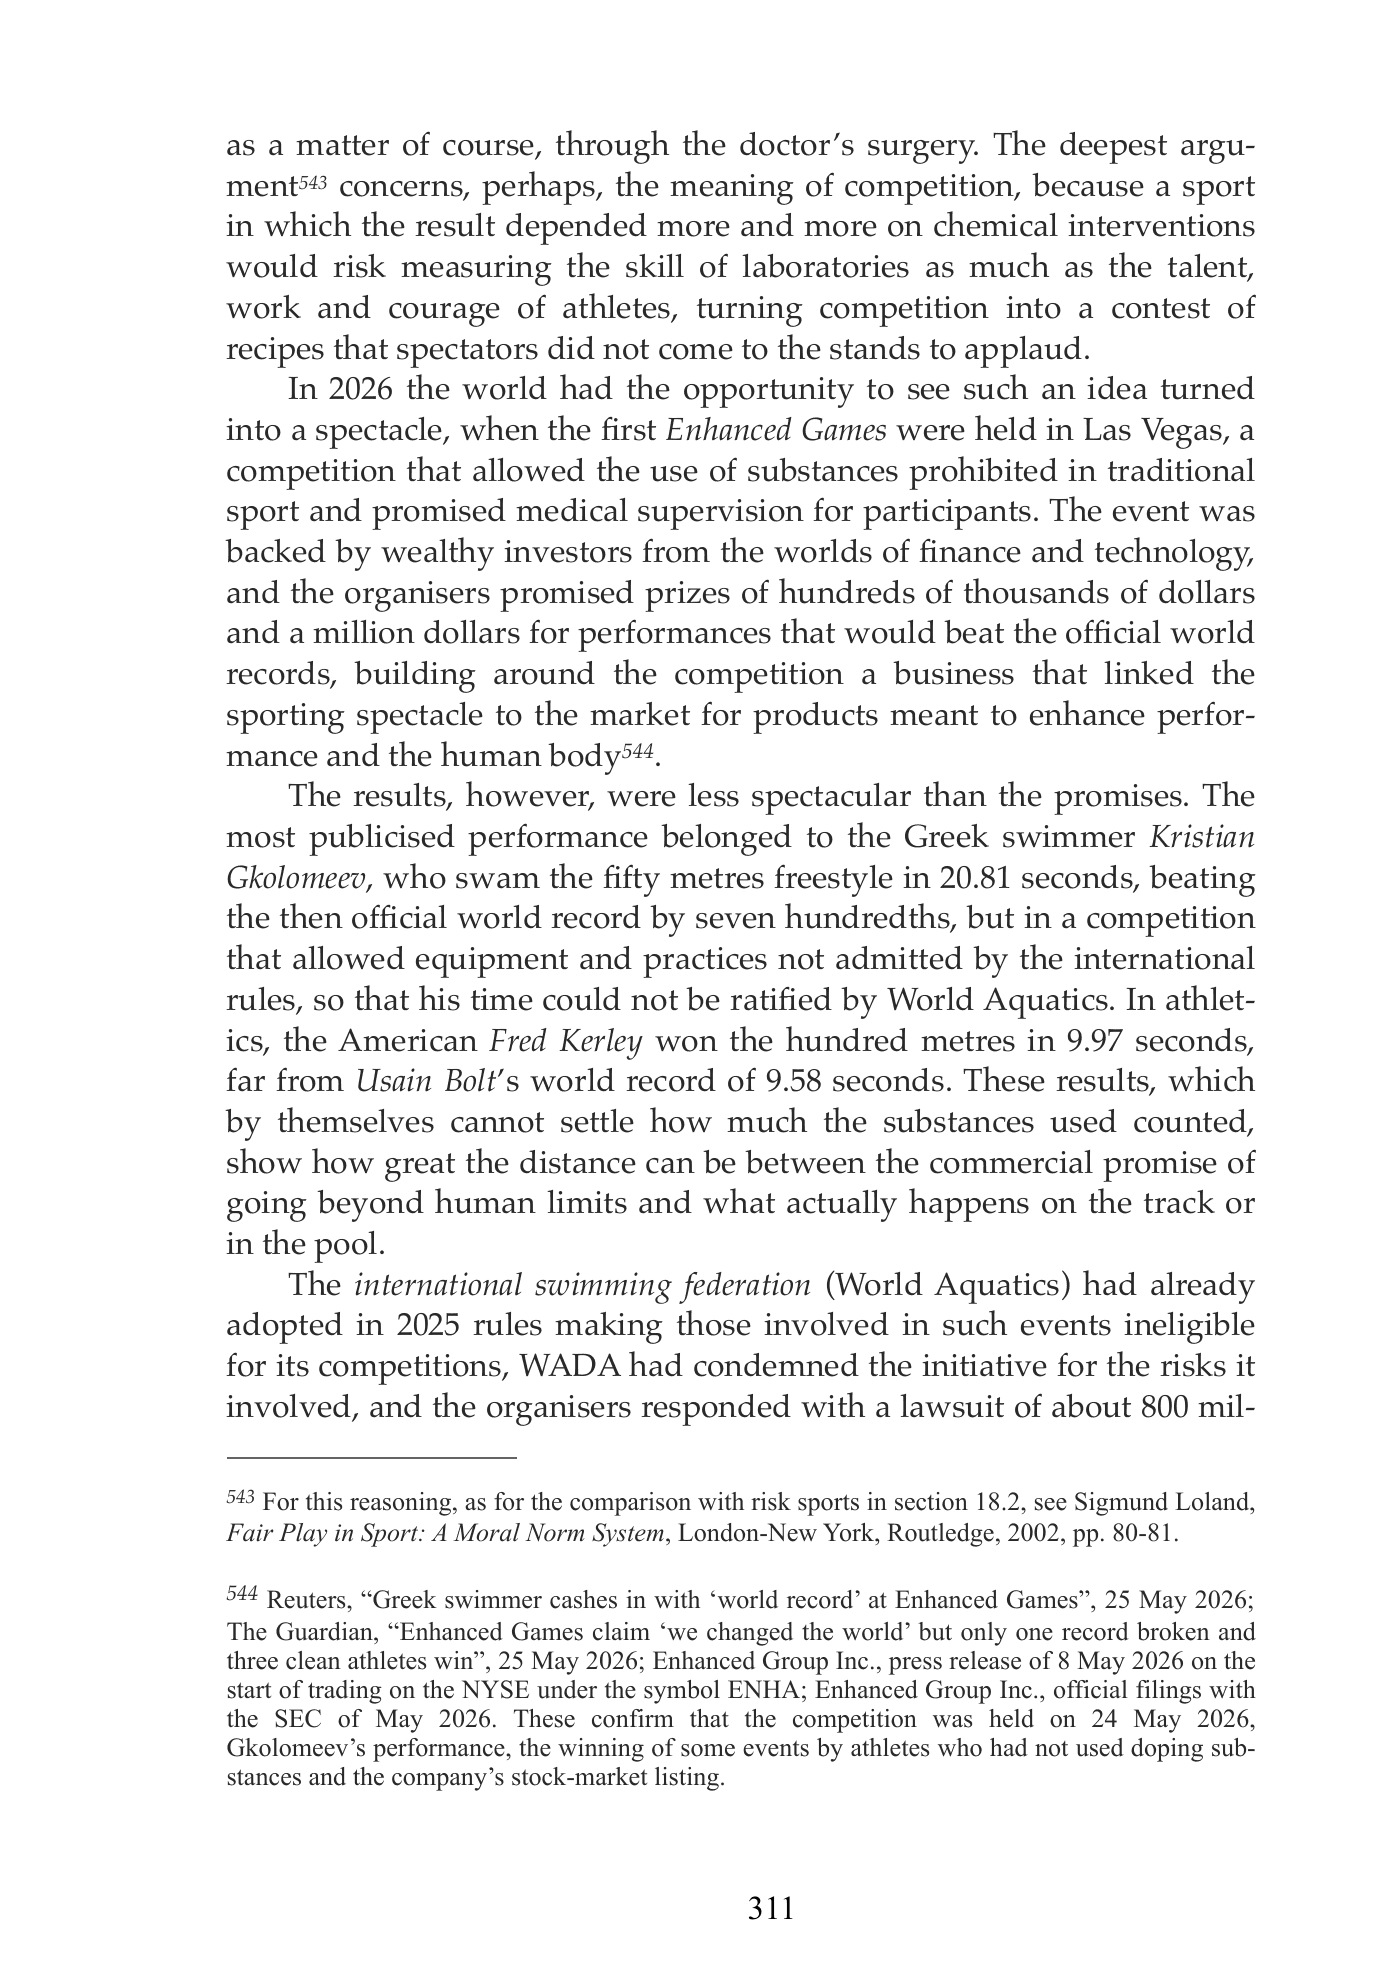 as a matter of course, through the doctor’s surgery. The deepest argu-
ment543 concerns, perhaps, the meaning of competition, because a sport
in which the result depended more and more on chemical interventions
would risk measuring the skill of laboratories as much as the talent,
work and courage of athletes, turning competition into a contest of
recipes that spectators did not come to the stands to applaud.
In 2026 the world had the opportunity to see such an idea turned
into a spectacle, when the first Enhanced Games were held in Las Vegas, a
competition that allowed the use of substances prohibited in traditional
sport and promised medical supervision for participants. The event was
backed by wealthy investors from the worlds of finance and technology,
and the organisers promised prizes of hundreds of thousands of dollars
and a million dollars for performances that would beat the official world
records, building around the competition a business that linked the
sporting spectacle to the market for products meant to enhance perfor-
mance and the human body544.
The results, however, were less spectacular than the promises. The
most publicised performance belonged to the Greek swimmer Kristian
Gkolomeev, who swam the fifty metres freestyle in 20.81 seconds, beating
the then official world record by seven hundredths, but in a competition
that allowed equipment and practices not admitted by the international
rules, so that his time could not be ratified by World Aquatics. In athlet-
ics, the American Fred Kerley won the hundred metres in 9.97 seconds,
far from Usain Bolt’s world record of 9.58 seconds. These results, which
by themselves cannot settle how much the substances used counted,
show how great the distance can be between the commercial promise of
going beyond human limits and what actually happens on the track or
in the pool.
The international swimming federation (World Aquatics) had already
adopted in 2025 rules making those involved in such events ineligible
for its competitions, WADA had condemned the initiative for the risks it
involved, and the organisers responded with a lawsuit of about 800 mil-
543 For this reasoning, as for the comparison with risk sports in section 18.2, see Sigmund Loland,
Fair Play in Sport: A Moral Norm System, London-New York, Routledge, 2002, pp. 80-81.
544 Reuters, “Greek swimmer cashes in with ‘world record’ at Enhanced Games”, 25 May 2026;
The Guardian, “Enhanced Games claim ‘we changed the world’ but only one record broken and
three clean athletes win”, 25 May 2026; Enhanced Group Inc., press release of 8 May 2026 on the
start of trading on the NYSE under the symbol ENHA; Enhanced Group Inc., official filings with
the SEC of May 2026. These confirm that the competition was held on 24 May 2026,
Gkolomeev’s performance, the winning of some events by athletes who had not used doping sub-
stances and the company’s stock-market listing.
311